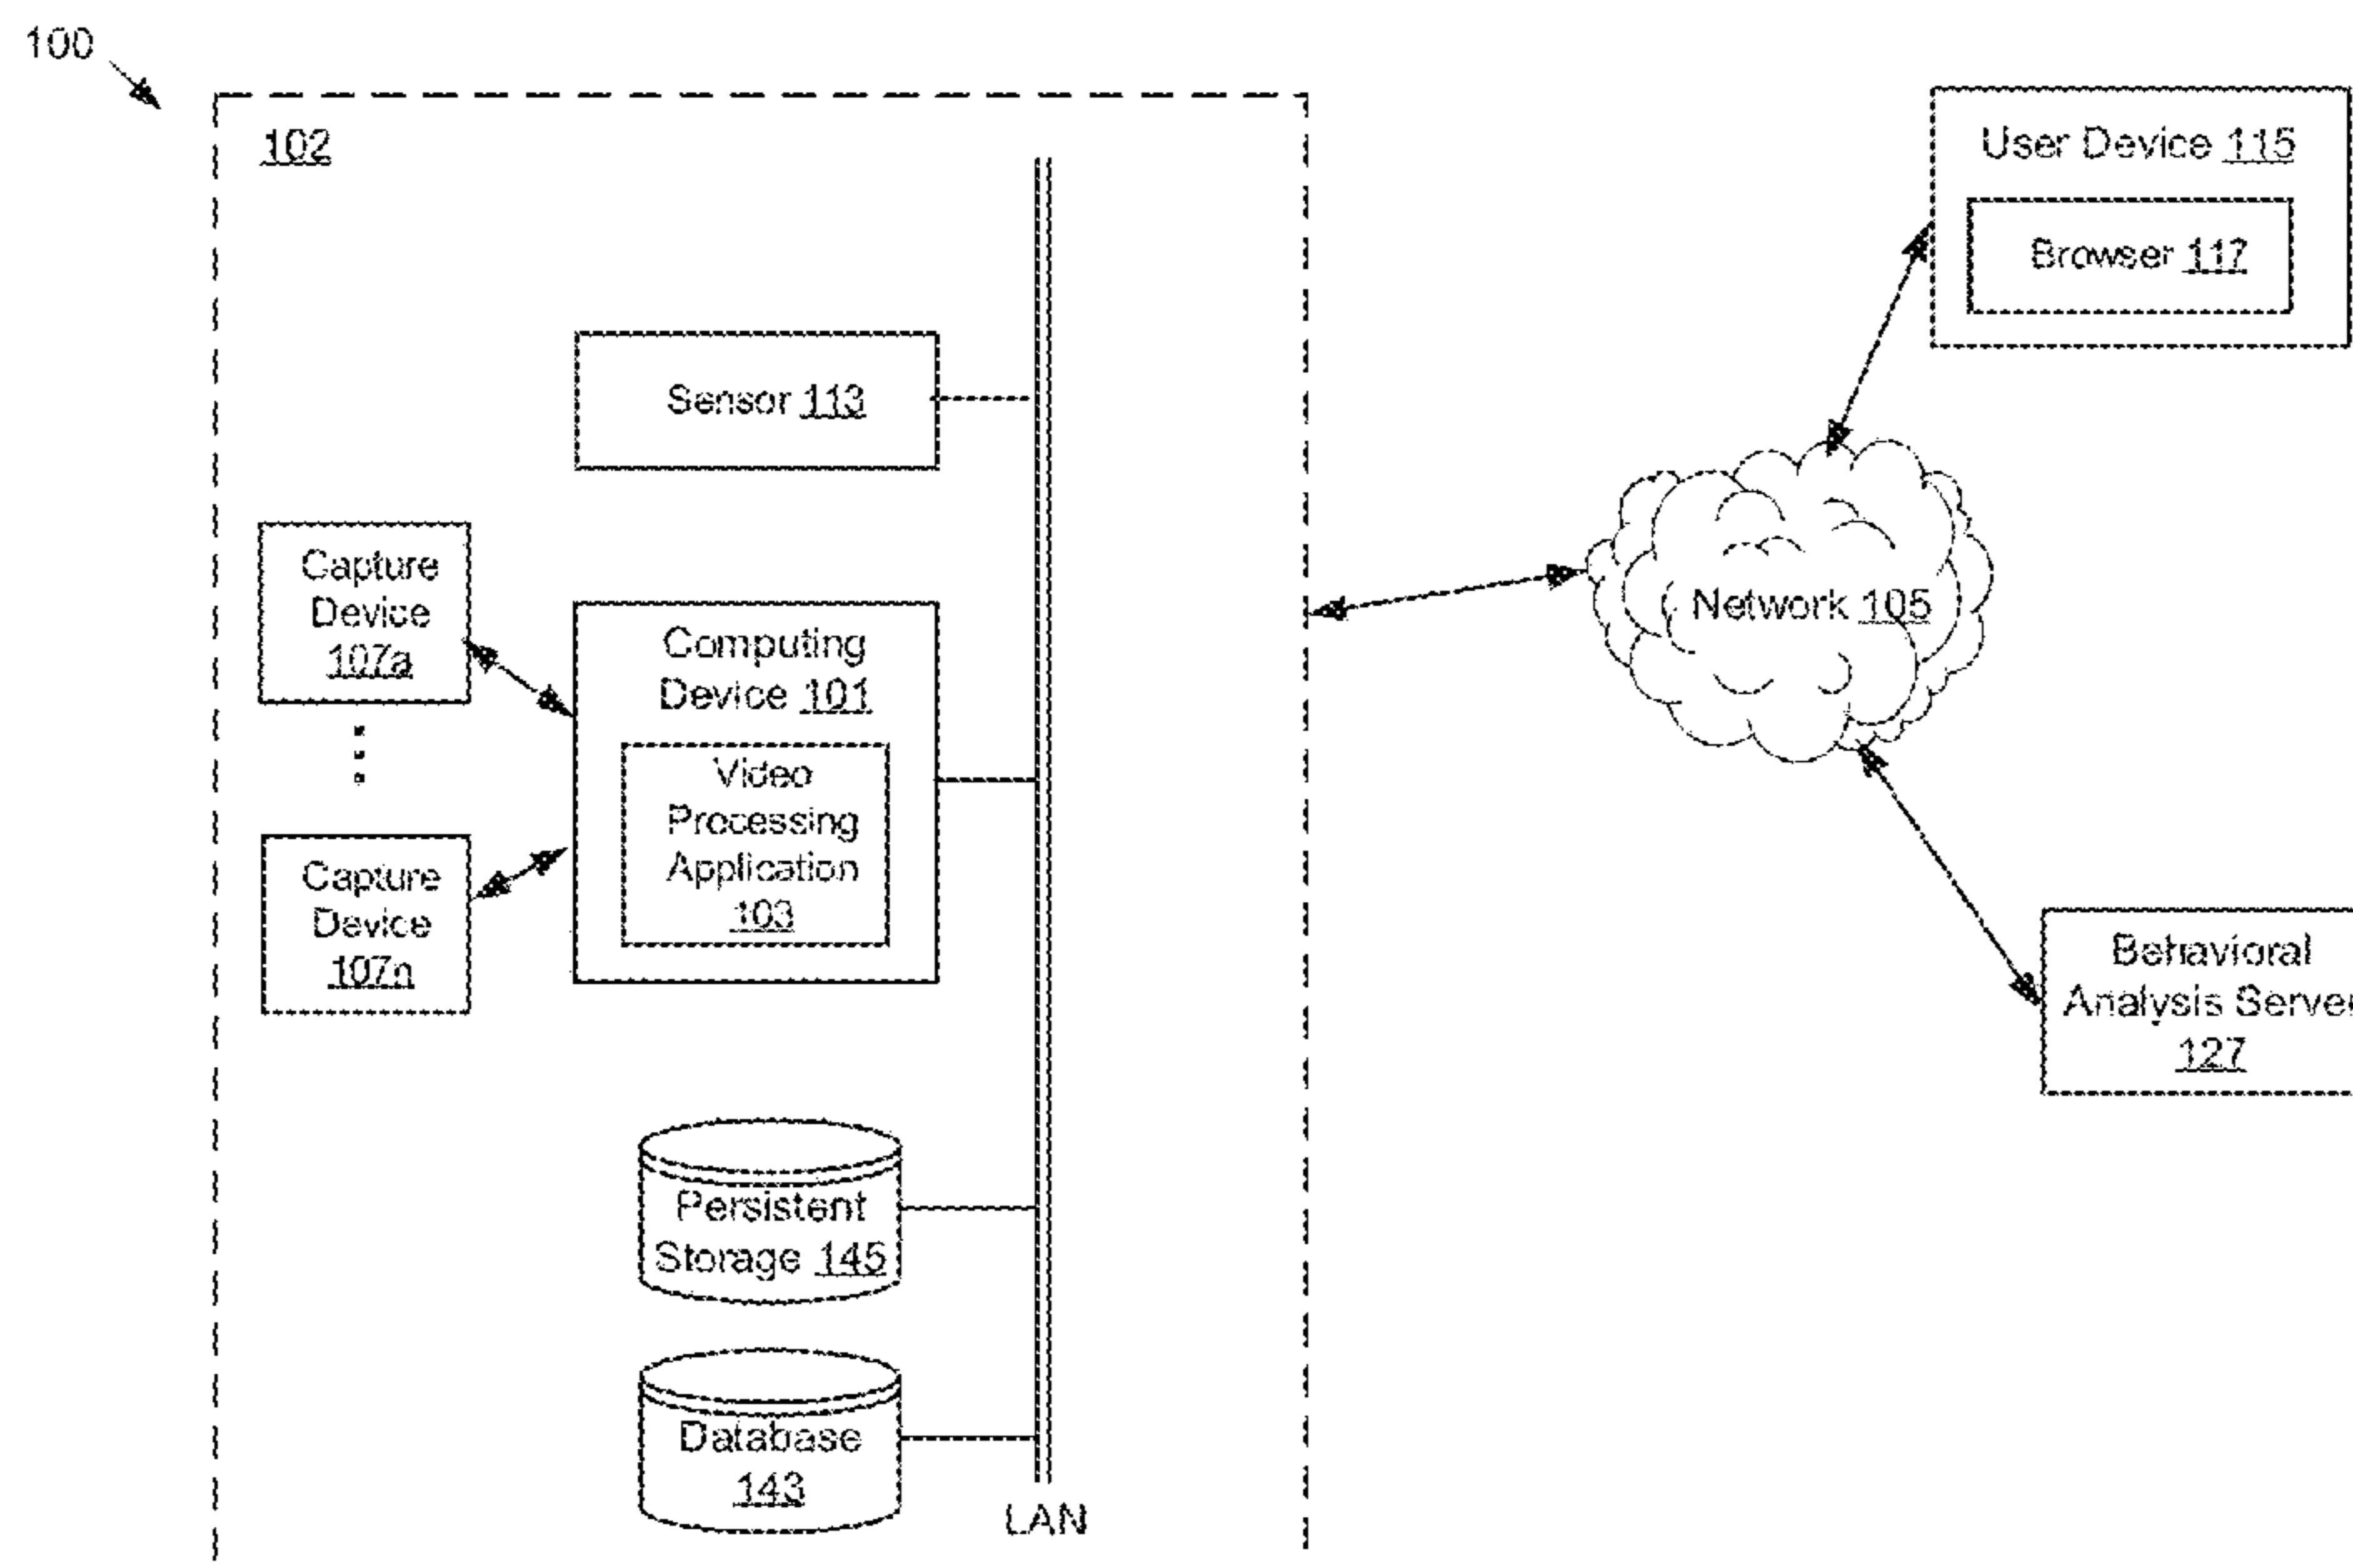 100
102
User Device 115
Browser 117
Sensor 113
Capture
Device
107a
Computing
Device 101
Video
Processing
Application
103
Network 105
Capture
Device
107n
Behavioral
Analysis Server
127
Persistent
Storage 145
Database
143
LAN